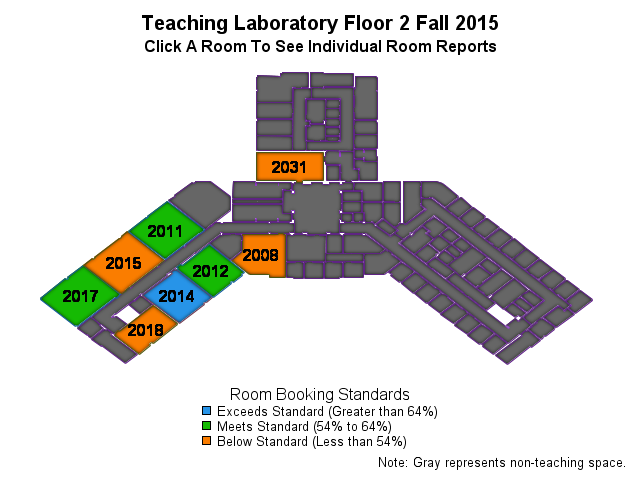 Teaching Laboratory Floor 2 Fall 2015
Click A Room To See Individual Room Reports
2031
2011
2015
2008
2012
2017
2014
2018
Room Booking Standards
Exceeds Standard (Greater than 64%)
Meets Standard (54% to 64%)
Below Standard (Less than 54%)
Note: Gray represents non-teaching space.